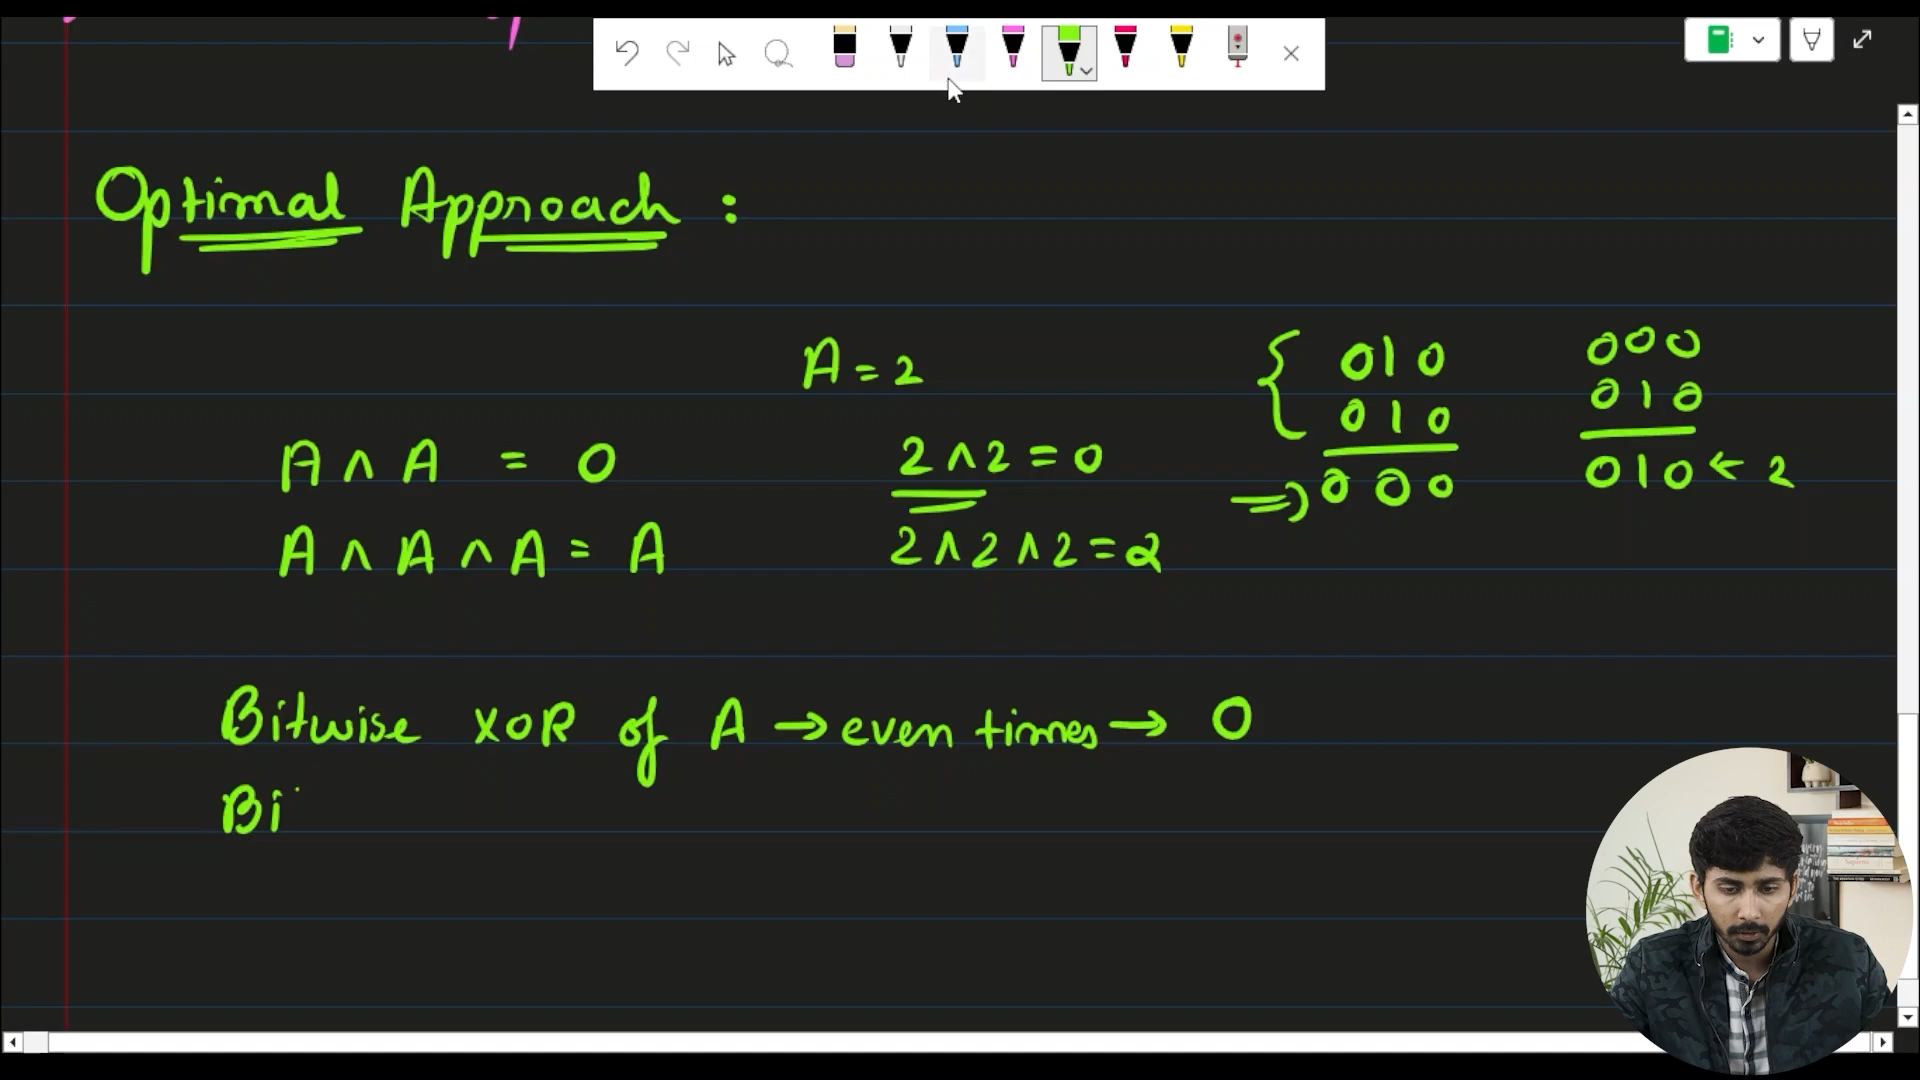 Optimal Approach :
A = 2
A ∧ A = 0
A ∧ A ∧ A = A
2 ∧ 2 = 0
2 ∧ 2 ∧ 2 = 2
{ 010
010
=> 000
000
010
010 ← 2
Bitwise XOR of A → even times → 0
Bi